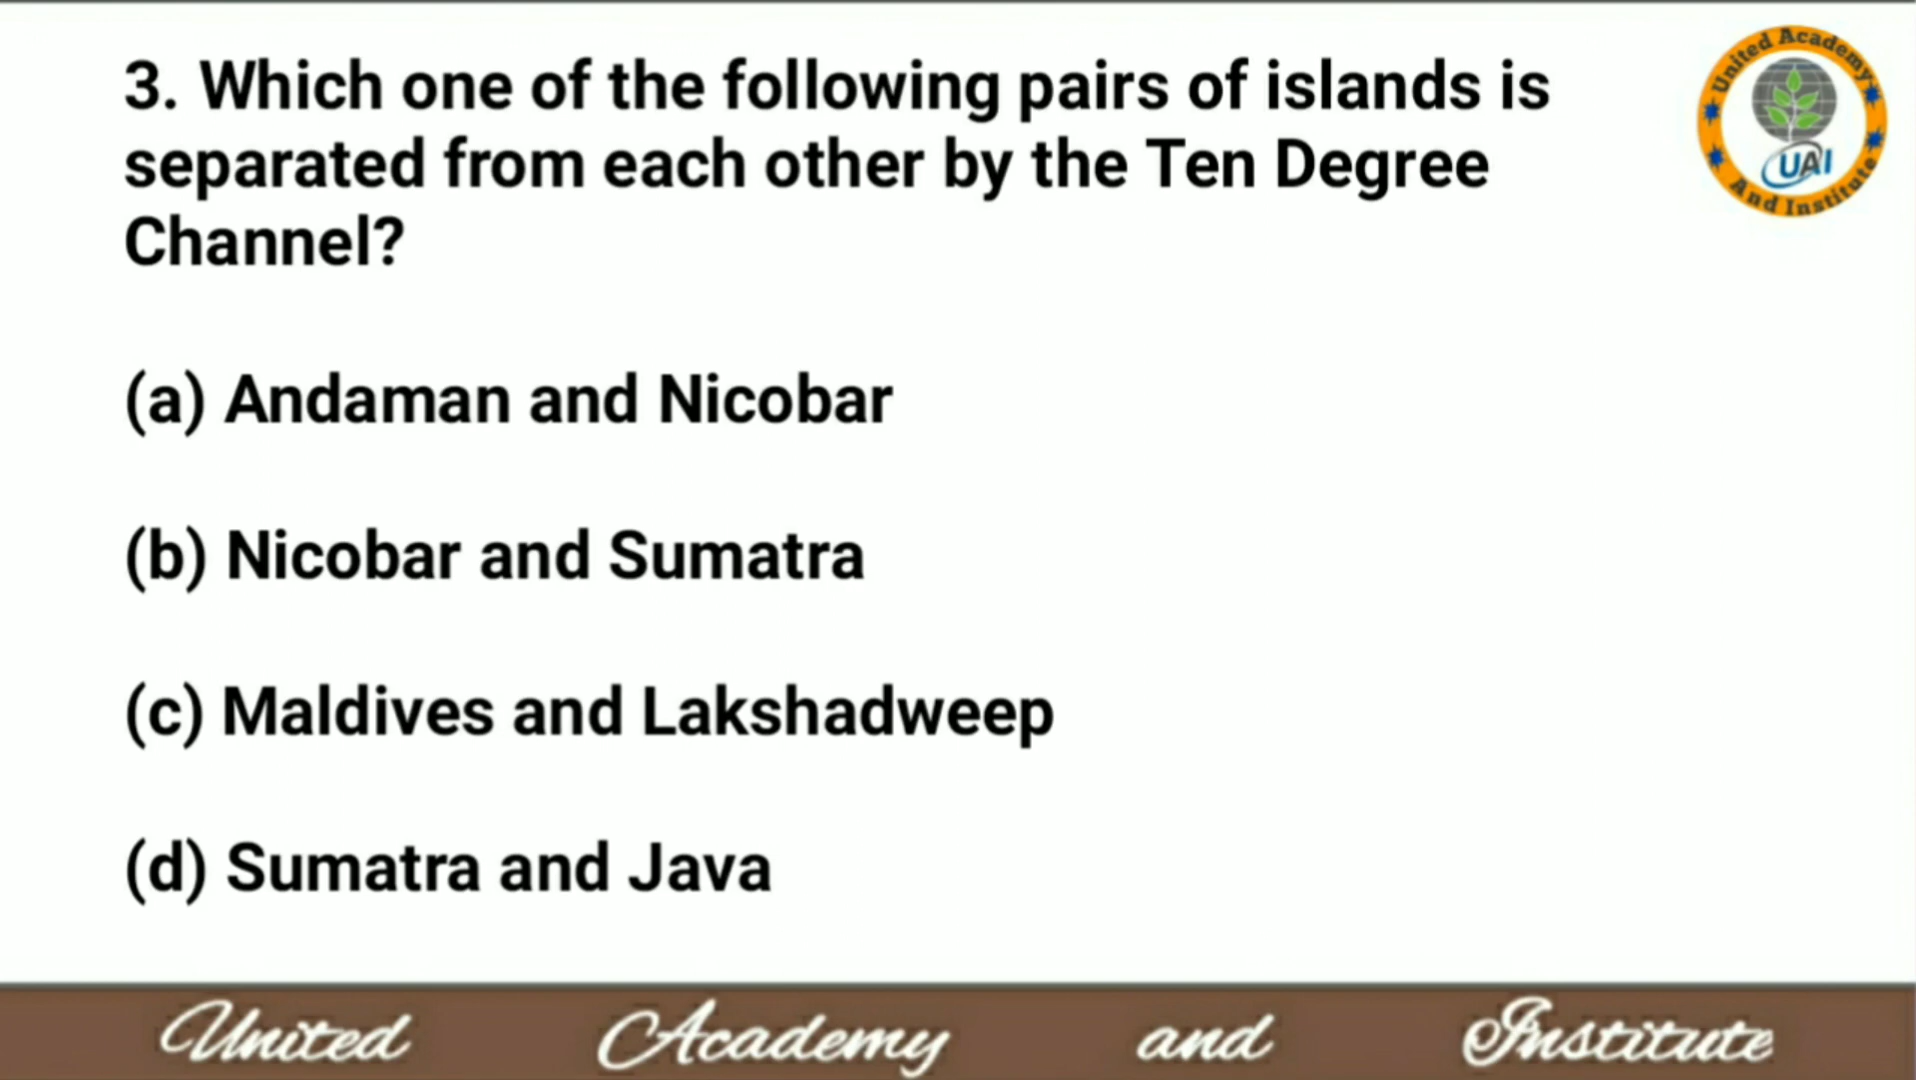 3. Which one of the following pairs of islands is
separated from each other by the Ten Degree
Channel?
(a) Andaman and Nicobar
(b) Nicobar and Sumatra
(c) Maldives and Lakshadweep
(d) Sumatra and Java
United Academy
UAI
And Institute
United Academy and Institute